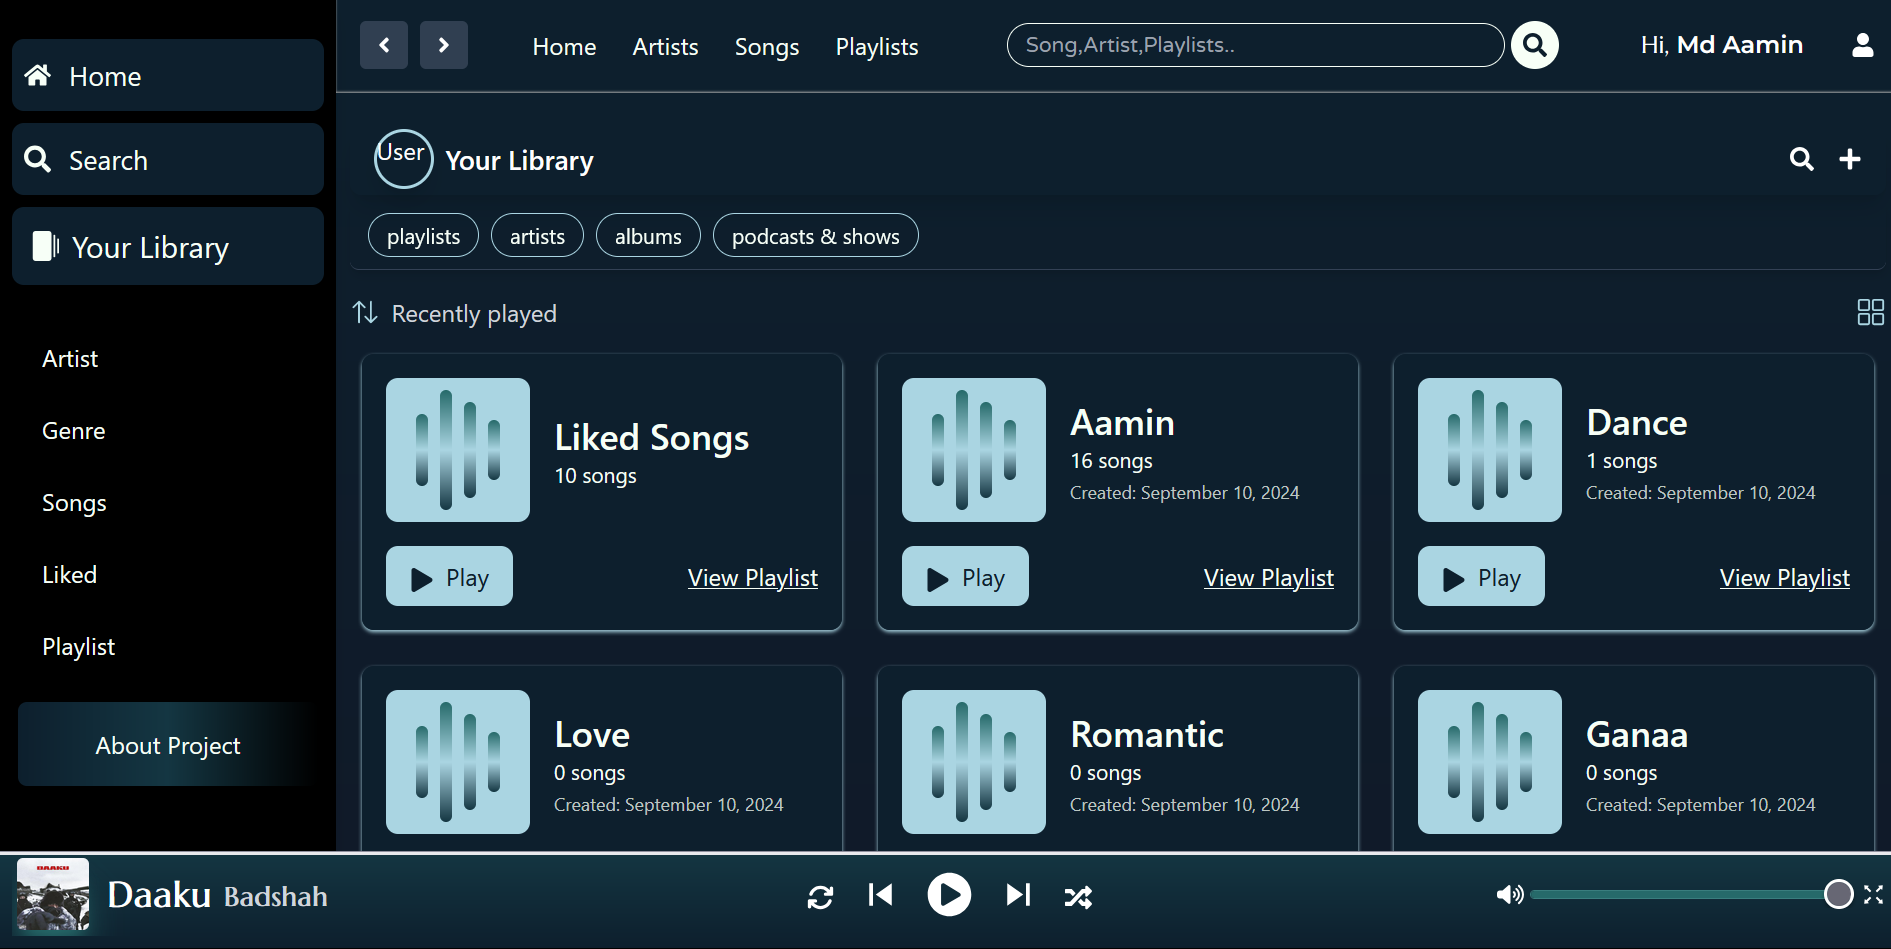 Home
Search
Your Library
Artist
Genre
Songs
Liked
Playlist
About Project
Home Artists Songs Playlists
Song,Artist,Playlists..
Hi, Md Aamin
User
Your Library
playlists artists albums podcasts & shows
Recently played
Liked Songs
10 songs
Play View Playlist
Aamin
16 songs
Created: September 10, 2024
Play View Playlist
Dance
1 songs
Created: September 10, 2024
Play View Playlist
Love
0 songs
Created: September 10, 2024
Romantic
0 songs
Created: September 10, 2024
Ganaa
0 songs
Created: September 10, 2024
DAAKU
Daaku Badshah